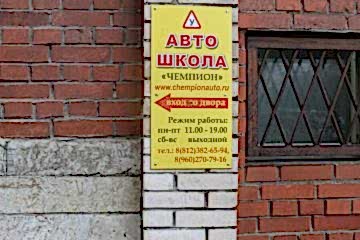 У
АВТО
ШКОЛА
«ЧЕМПИОН»
www.chempionauto.ru
вход со двора
Режим работы:
пн-пт 11.00 - 19.00
сб-вс выходной
тел.: 8(812)382-65-94,
8(960)270-79-16